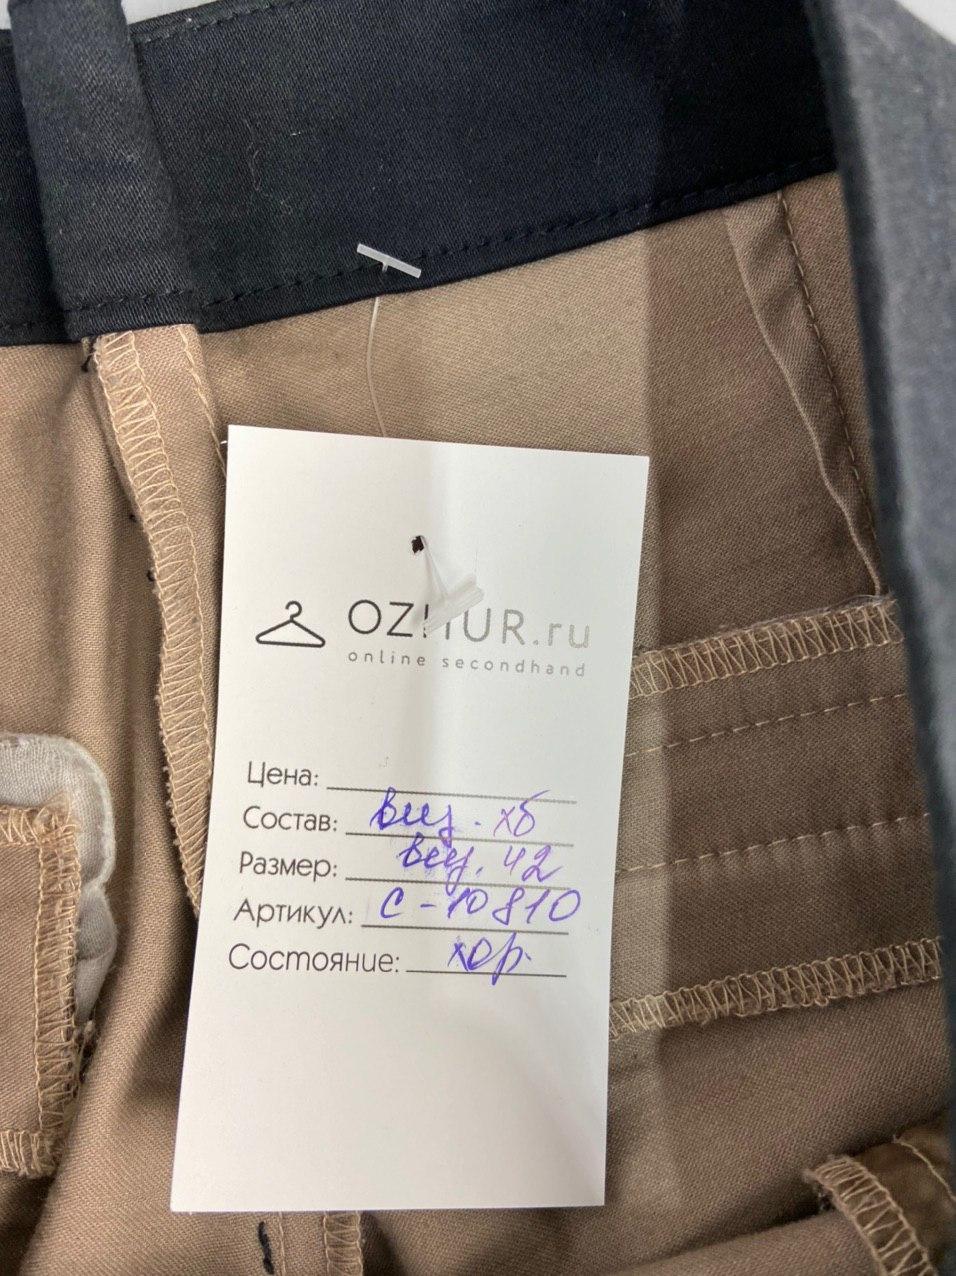 OZHUR.ru
online secondhand
Цена:
Состав: виз. хб
Размер: виз. 42
Артикул: С-10810
Состояние: хор.